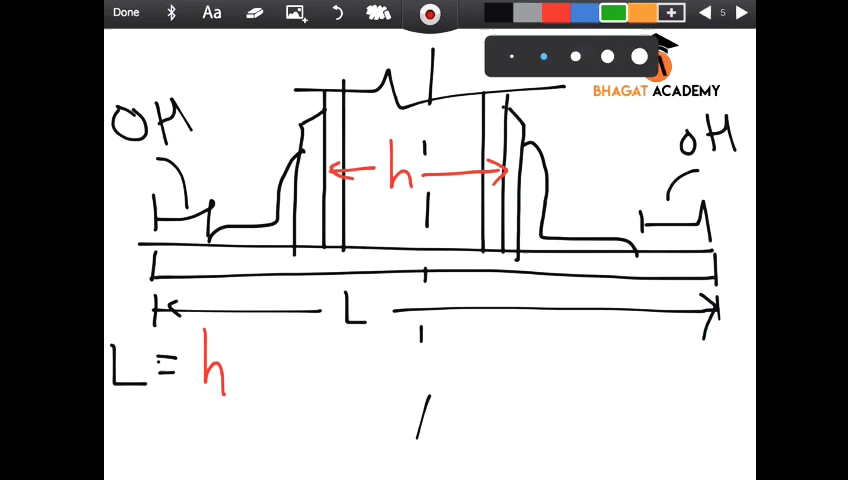 Done Aa 5
BHAGAT ACADEMY
OH
OH
h
L
L = h